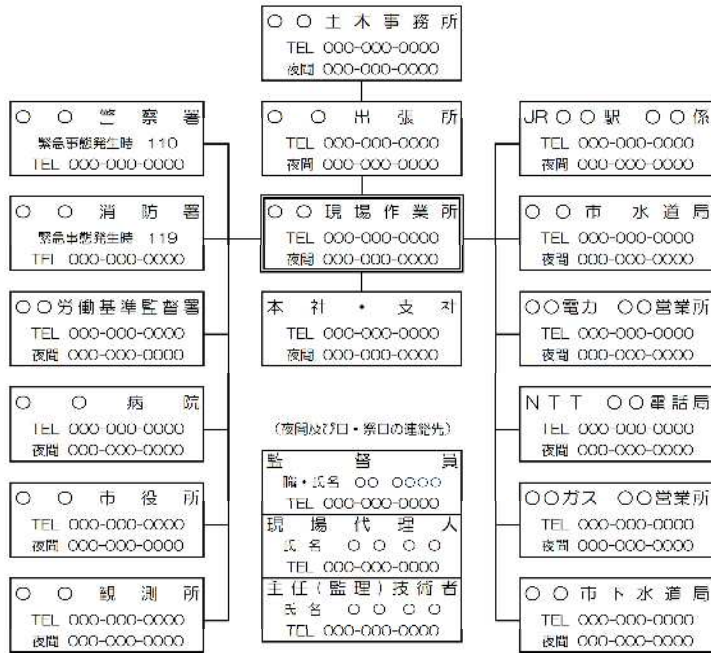 ○ ○ 土 木 事 務 所
TEL 000-000-0000
夜間 000-000-0000
○ ○ 出 張 所
TEL 000-000-0000
夜間 000-000-0000
○ ○ 現 場 作 業 所
TEL 000-000-0000
夜間 000-000-0000
本 社 ・ 支 社
TEL 000-000-0000
夜間 000-000-0000
○ ○ 警 察 署
緊急事態発生時 110
TEL 000-000-0000
○ ○ 消 防 署
緊急事態発生時 119
TEL 000-000-0000
○○労働基準監督署
TEL 000-000-0000
夜間 000-000-0000
○ ○ 病 院
TEL 000-000-0000
夜間 000-000-0000
○ ○ 市 役 所
TEL 000-000-0000
夜間 000-000-0000
○ ○ 観 測 所
TEL 000-000-0000
夜間 000-000-0000
(夜間及び日・祭日の連絡先)
監 督 員
職・氏名 ○○ ○○○○
TEL 000-000-0000
現 場 代 理 人
氏 名 ○ ○ ○ ○
TEL 000-000-0000
主任(監理)技術者
氏 名 ○ ○ ○ ○
TEL 000-000-0000
JR○○駅 ○○係
TEL 000-000-0000
夜間 000-000-0000
○ ○ 市 水 道 局
TEL 000-000-0000
夜間 000-000-0000
○○電力 ○○営業所
TEL 000-000-0000
夜間 000-000-0000
NTT ○○電話局
TEL 000-000-0000
夜間 000-000-0000
○○ガス ○○営業所
TEL 000-000-0000
夜間 000-000-0000
○ ○ 市 下 水 道 局
TEL 000-000-0000
夜間 000-000-0000